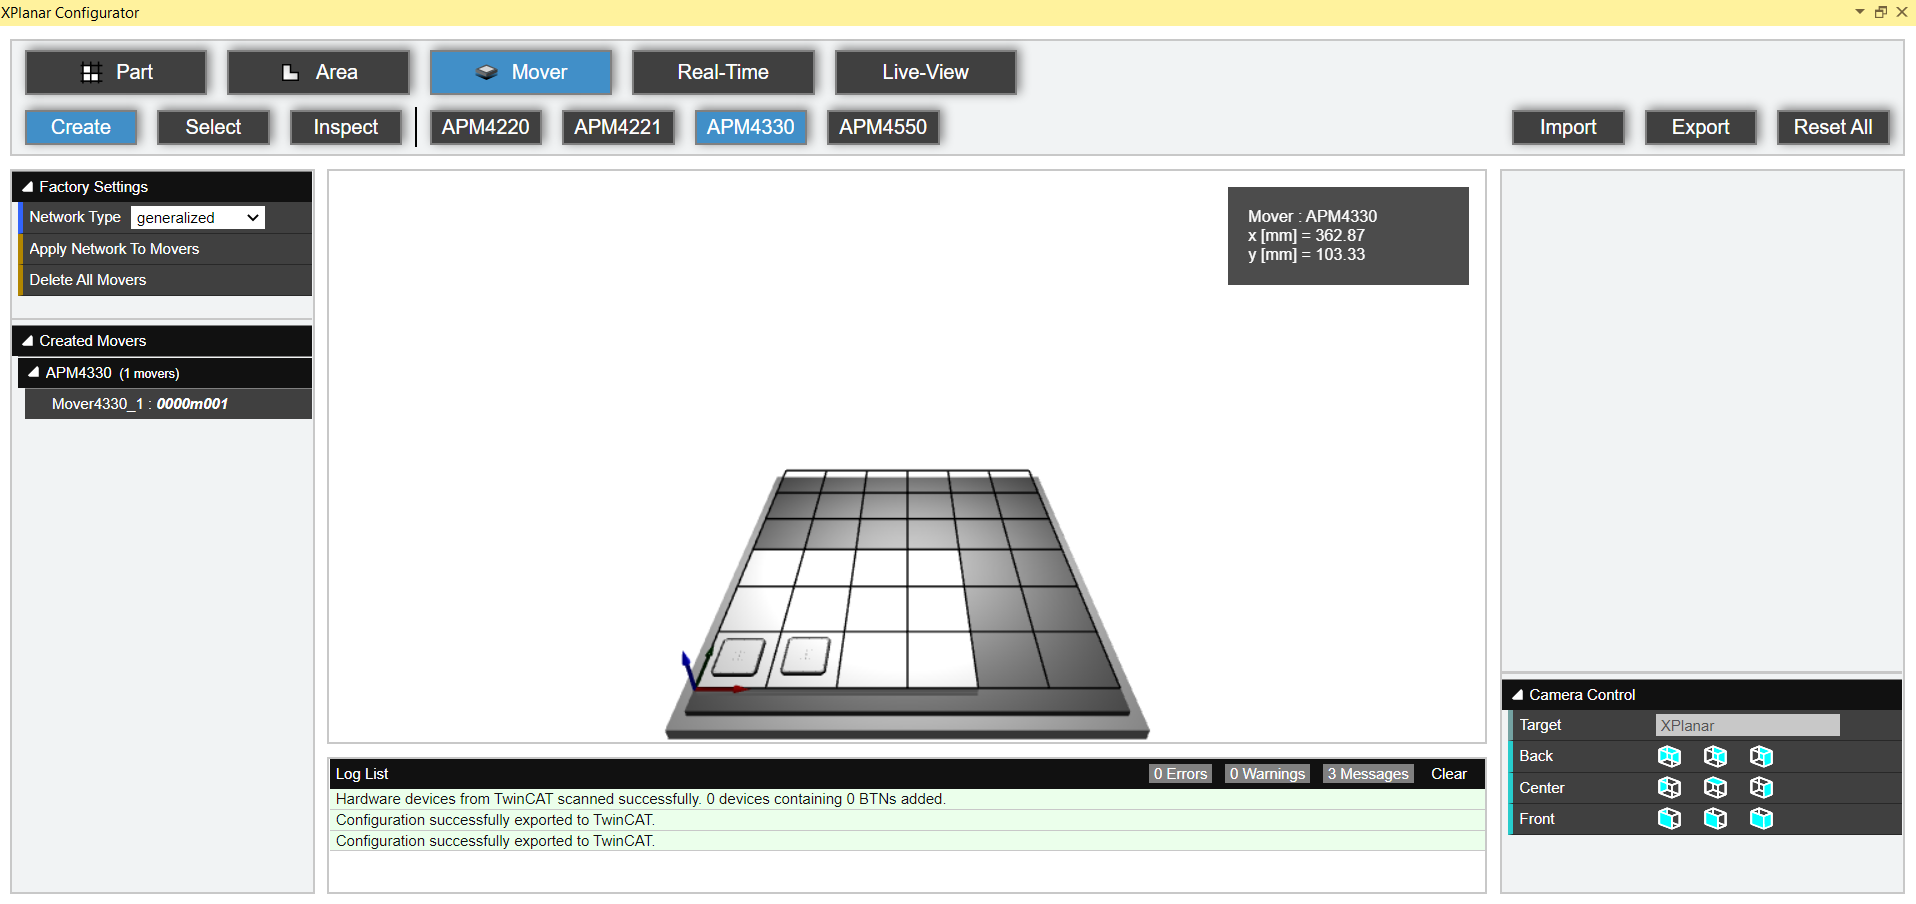 XPlanar Configurator
Part
Area
Mover
Real-Time
Live-View
Create
Select
Inspect
APM4220
APM4221
APM4330
APM4550
Import
Export
Reset All
Factory Settings
Network Type generalized
Apply Network To Movers
Delete All Movers
Created Movers
APM4330 (1 movers)
Mover4330_1 : 0000m001
Mover : APM4330
x [mm] = 362.87
y [mm] = 103.33
Log List
0 Errors
0 Warnings
3 Messages
Clear
Hardware devices from TwinCAT scanned successfully. 0 devices containing 0 BTNs added.
Configuration successfully exported to TwinCAT.
Configuration successfully exported to TwinCAT.
Camera Control
Target XPlanar
Back
Center
Front